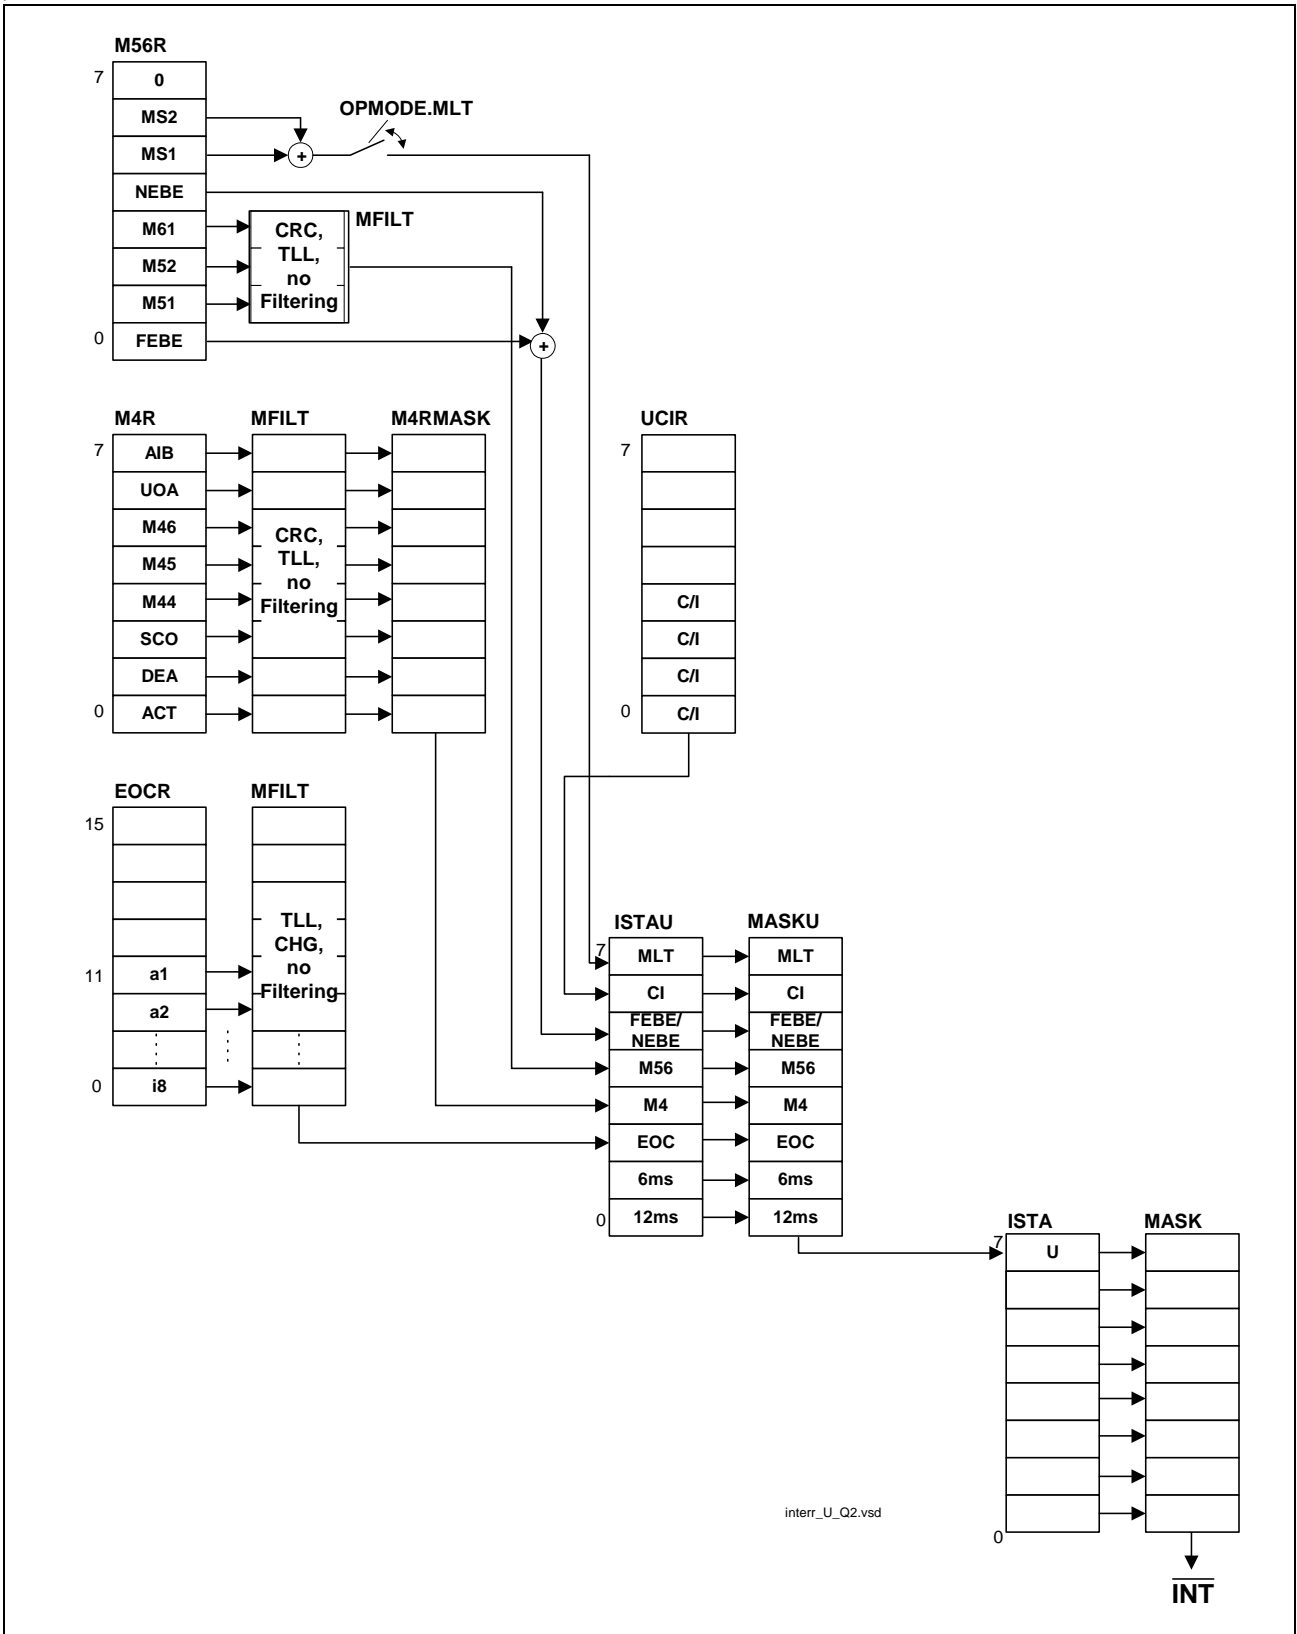 M56R
7
0
MS2
OPMODE.MLT
MS1
+
NEBE
M61
MFILT
CRC,
TLL,
no
Filtering
M52
M51
0
FEBE
+
M4R
MFILT
M4RMASK
UCIR
7
AIB
7
UOA
M46
CRC,
TLL,
no
Filtering
M45
M44
C/I
SCO
C/I
DEA
C/I
0
ACT
0
C/I
EOCR
MFILT
15
TLL,
CHG,
no
Filtering
11
a1
a2
0
i8
ISTAU
MASKU
7
MLT
MLT
CI
CI
FEBE/
NEBE
FEBE/
NEBE
M56
M56
M4
M4
EOC
EOC
6ms
6ms
0
12ms
12ms
ISTA
MASK
7
U
0
interr_U_Q2.vsd
INT